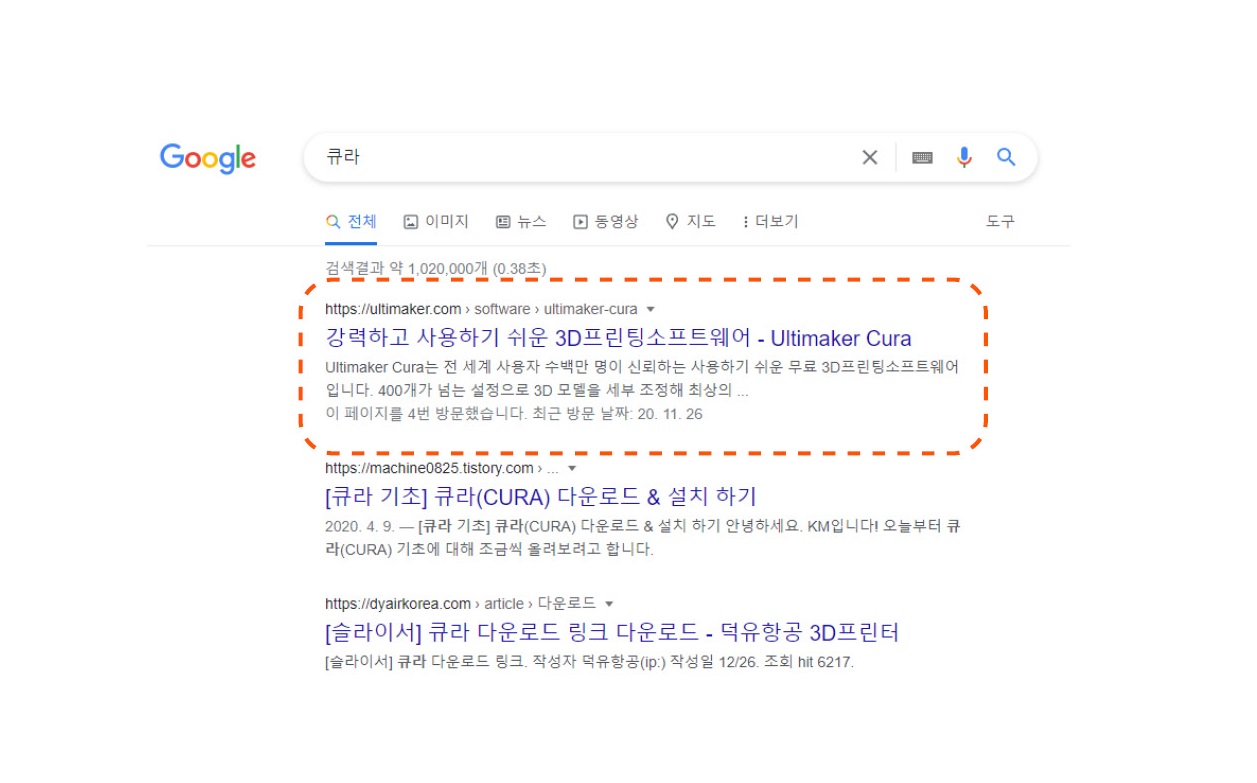 Google
큐라
전체 이미지 뉴스 동영상 지도 더보기 도구
검색결과 약 1,020,000개 (0.38초)
https://ultimaker.com › software › ultimaker-cura
강력하고 사용하기 쉬운 3D프린팅소프트웨어 - Ultimaker Cura
Ultimaker Cura는 전 세계 사용자 수백만 명이 신뢰하는 사용하기 쉬운 무료 3D프린팅소프트웨어
입니다. 400개가 넘는 설정으로 3D 모델을 세부 조정해 최상의 ...
이 페이지를 4번 방문했습니다. 최근 방문 날짜: 20. 11. 26
https://machine0825.tistory.com › ...
[큐라 기초] 큐라(CURA) 다운로드 & 설치 하기
2020. 4. 9. — [큐라 기초] 큐라(CURA) 다운로드 & 설치 하기 안녕하세요. KM입니다! 오늘부터 큐
라(CURA) 기초에 대해 조금씩 올려보려고 합니다.
https://dyairkorea.com › article › 다운로드
[슬라이서] 큐라 다운로드 링크 다운로드 - 덕유항공 3D프린터
[슬라이서] 큐라 다운로드 링크. 작성자 덕유항공(ip:) 작성일 12/26. 조회 hit 6217.